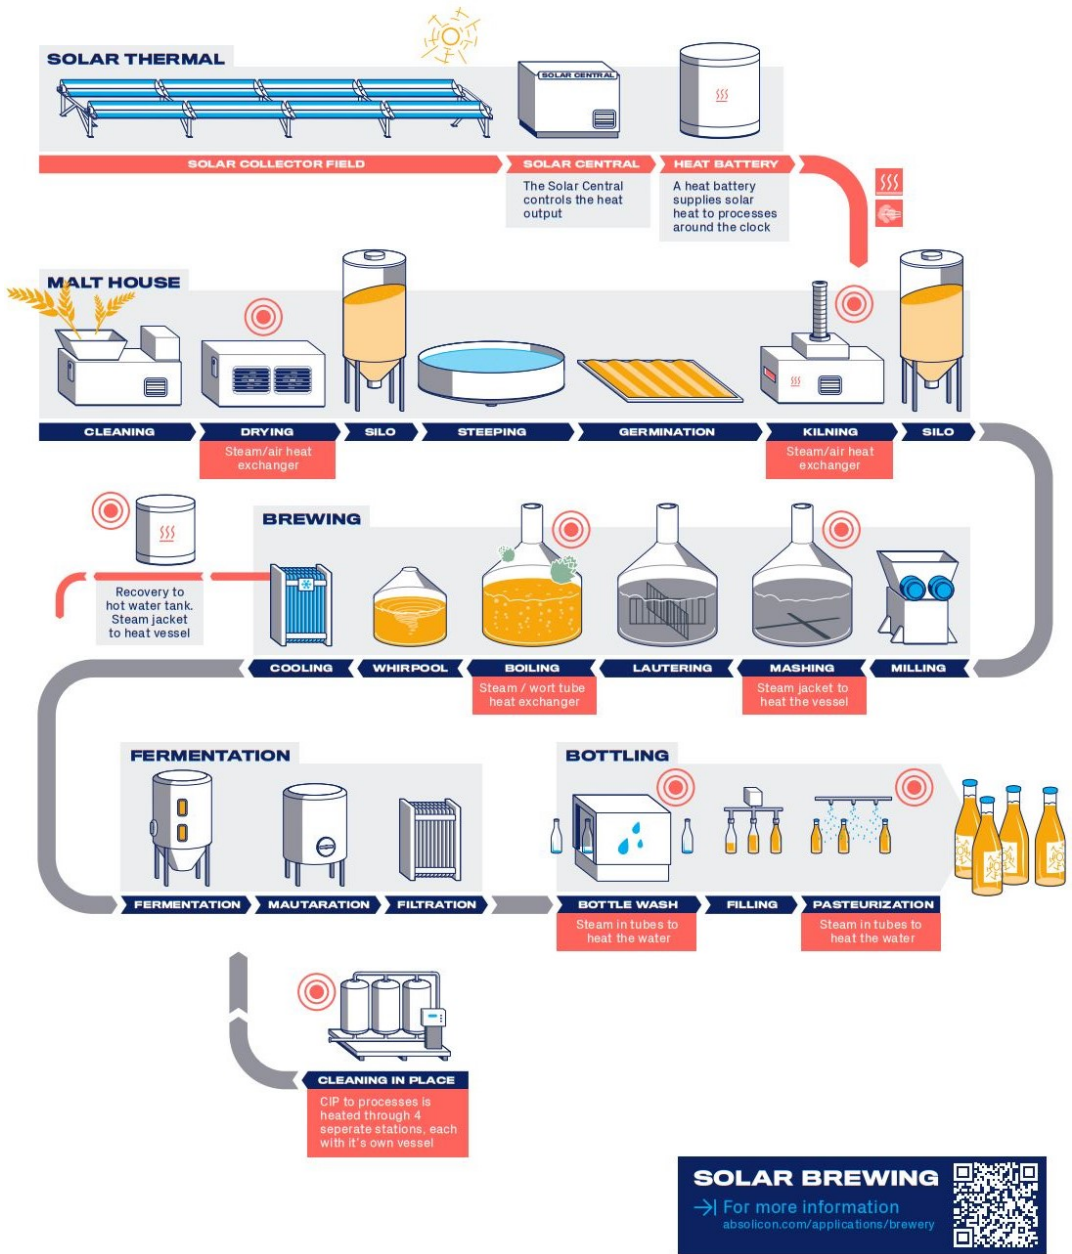 SOLAR THERMAL
SOLAR CENTRAL
SOLAR COLLECTOR FIELD
SOLAR CENTRAL
HEAT BATTERY
The Solar Central
controls the heat
output
A heat battery
supplies solar
heat to processes
around the clock
MALT HOUSE
CLEANING
DRYING
SILO
STEEPING
GERMINATION
KILNING
SILO
Steam/air heat
exchanger
Steam/air heat
exchanger
BREWING
Recovery to
hot water tank.
Steam jacket
to heat vessel
COOLING
WHIRPOOL
BOILING
LAUTERING
MASHING
MILLING
Steam / wort tube
heat exchanger
Steam jacket to
heat the vessel
FERMENTATION
BOTTLING
FERMENTATION
MAUTARATION
FILTRATION
BOTTLE WASH
FILLING
PASTEURIZATION
Steam in tubes to
heat the water
Steam in tubes to
heat the water
CLEANING IN PLACE
CIP to processes is
heated through 4
seperate stations, each
with it's own vessel
SOLAR BREWING
For more information
absolicon.com/applications/brewery